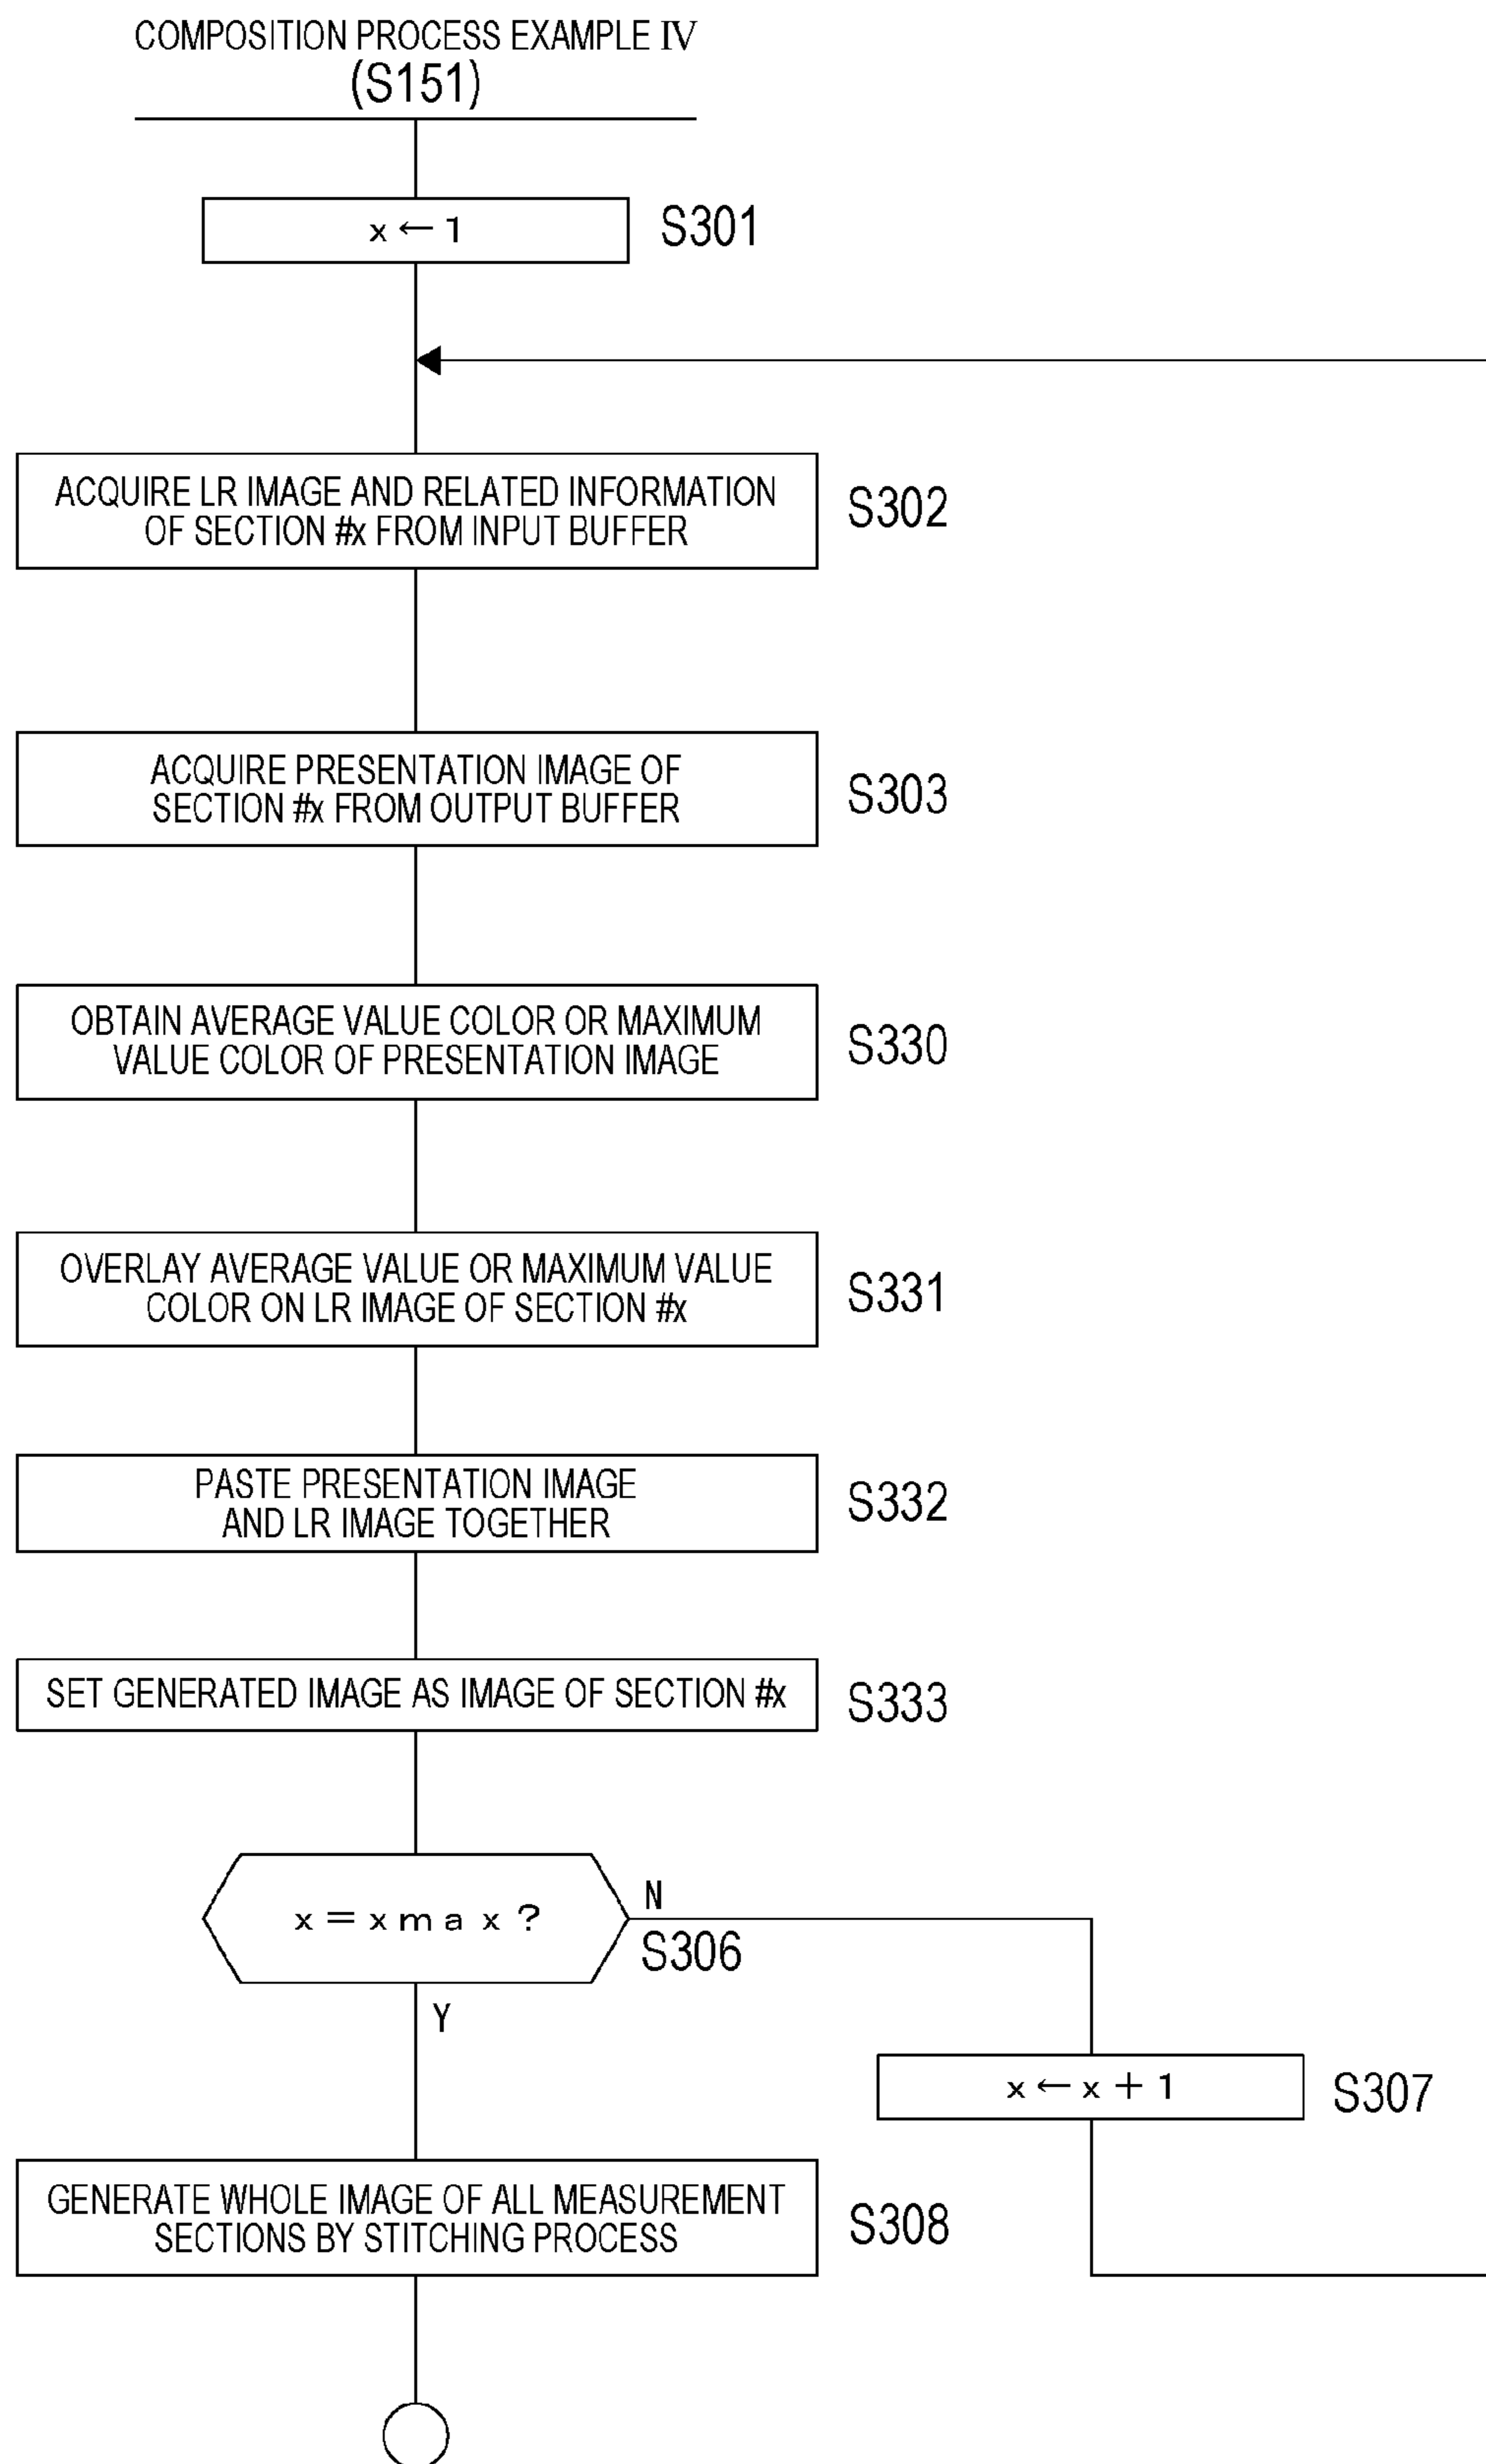 COMPOSITION PROCESS EXAMPLE IV
(S151)
x ← 1
S301
ACQUIRE LR IMAGE AND RELATED INFORMATION
OF SECTION #x FROM INPUT BUFFER
S302
ACQUIRE PRESENTATION IMAGE OF
SECTION #x FROM OUTPUT BUFFER
S303
OBTAIN AVERAGE VALUE COLOR OR MAXIMUM
VALUE COLOR OF PRESENTATION IMAGE
S330
OVERLAY AVERAGE VALUE OR MAXIMUM VALUE
COLOR ON LR IMAGE OF SECTION #x
S331
PASTE PRESENTATION IMAGE
AND LR IMAGE TOGETHER
S332
SET GENERATED IMAGE AS IMAGE OF SECTION #x
S333
x = x m a x ?
N
S306
Y
x ← x + 1
S307
GENERATE WHOLE IMAGE OF ALL MEASUREMENT
SECTIONS BY STITCHING PROCESS
S308